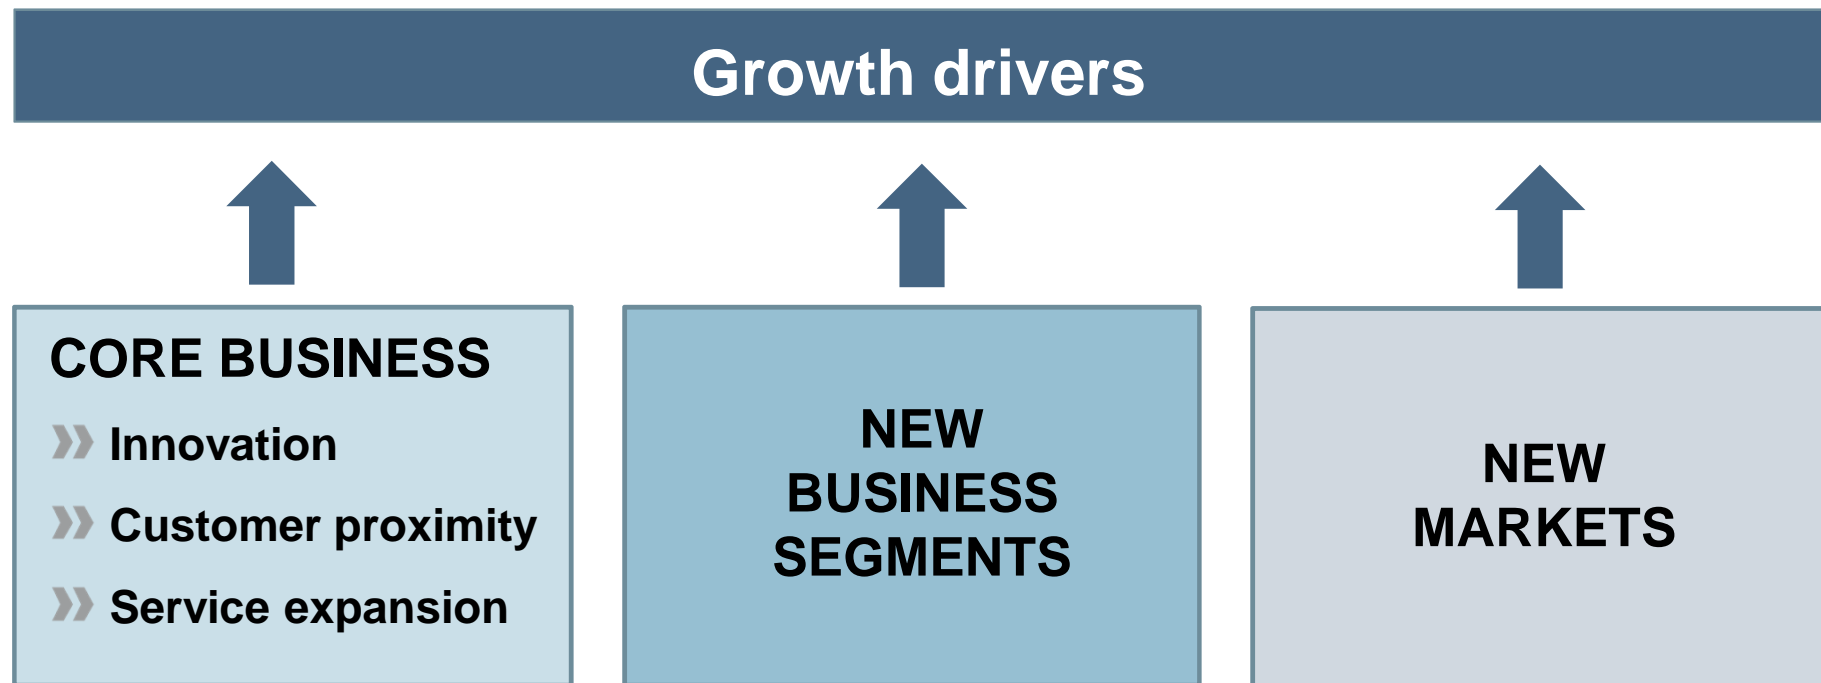 Growth drivers
CORE BUSINESS
Innovation
Customer proximity
Service expansion
NEW
BUSINESS
SEGMENTS
NEW
MARKETS